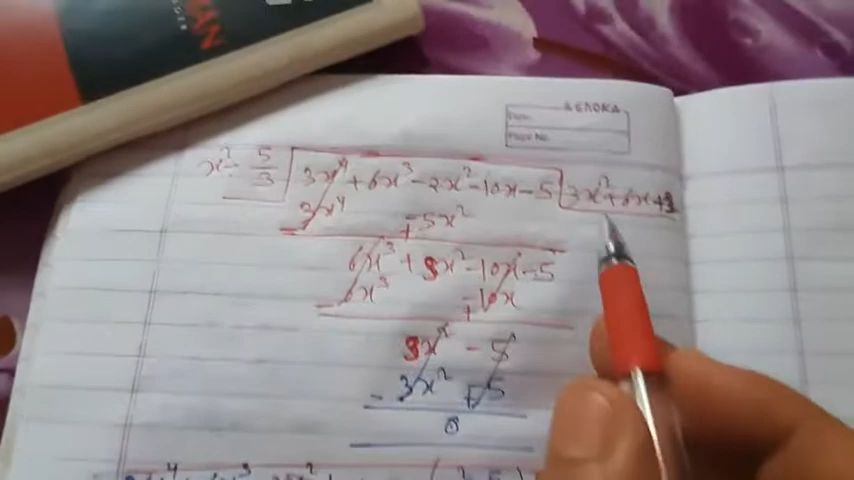 MAN
ASHOKA
Date:
Page No.
x² - 5/3 | 3x⁴ + 6x³ - 2x² - 10x - 5 | 3x² + 6x + 3
3x⁴ - 5x²
- +
6x³ + 3x² - 10x - 5
6x³ - 10x
- +
3x² - 5
3x² - 5
- +
0